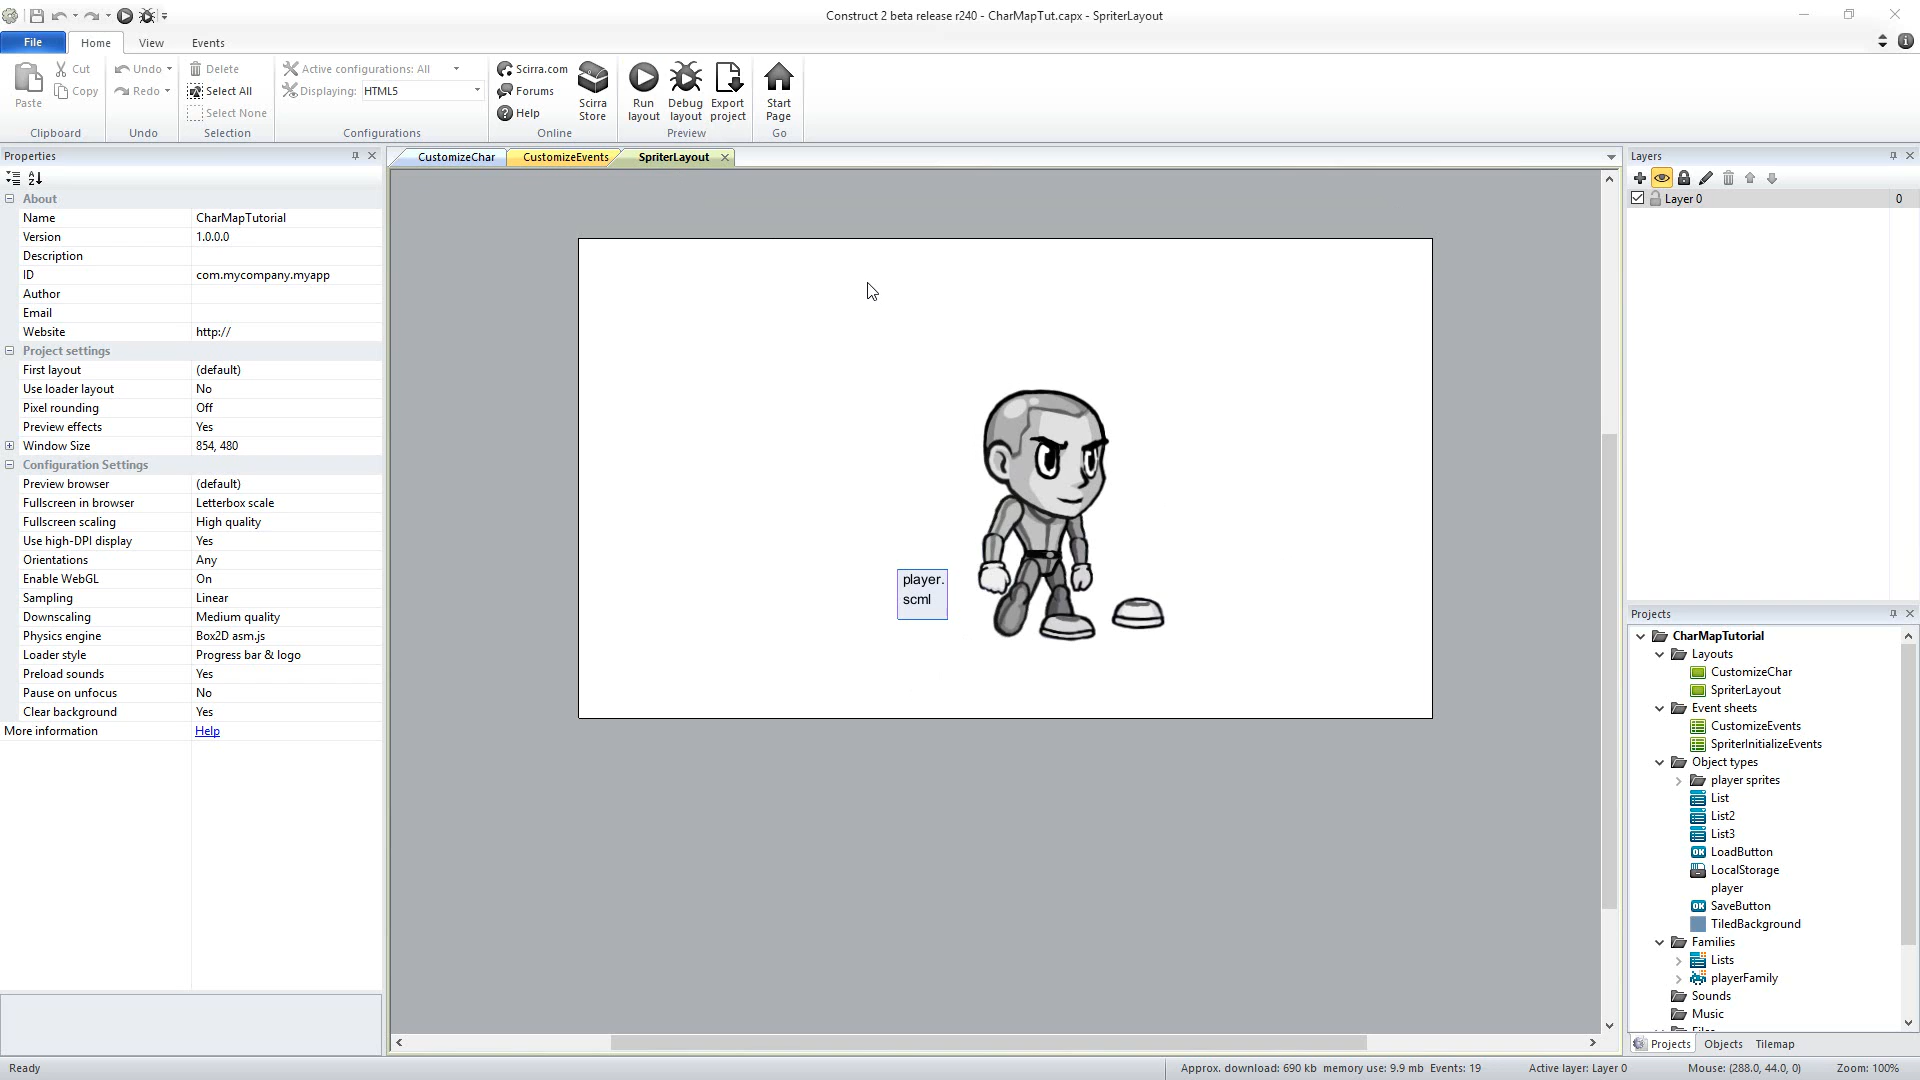 Construct 2 beta release r240 - CharMapTut.capx - SpriterLayout
File
Home
View
Events
Paste
Cut
Copy
Clipboard
Undo
Redo
Undo
Delete
Select All
Select None
Selection
Active configurations: All
Displaying: HTML5
Configurations
Scirra.com
Forums
Help
Scirra
Store
Online
Run
layout
Debug
layout
Export
project
Preview
Start
Page
Go
Properties
About
Name CharMapTutorial
Version 1.0.0.0
Description
ID com.mycompany.myapp
Author
Email
Website http://
Project settings
First layout (default)
Use loader layout No
Pixel rounding Off
Preview effects Yes
Window Size 854, 480
Configuration Settings
Preview browser (default)
Fullscreen in browser Letterbox scale
Fullscreen scaling High quality
Use high-DPI display Yes
Orientations Any
Enable WebGL On
Sampling Linear
Downscaling Medium quality
Physics engine Box2D asm.js
Loader style Progress bar & logo
Preload sounds Yes
Pause on unfocus No
Clear background Yes
More information Help
CustomizeChar
CustomizeEvents
SpriterLayout
player.
scml
Layers
Layer 0 0
Projects
CharMapTutorial
Layouts
CustomizeChar
SpriterLayout
Event sheets
CustomizeEvents
SpriterInitializeEvents
Object types
player sprites
List
List2
List3
OK LoadButton
LocalStorage
player
OK SaveButton
TiledBackground
Families
Lists
playerFamily
Sounds
Music
Projects
Objects
Tilemap
Ready
Approx. download: 690 kb memory use: 9.9 mb Events: 19
Active layer: Layer 0
Mouse: (288.0, 44.0, 0)
Zoom: 100%